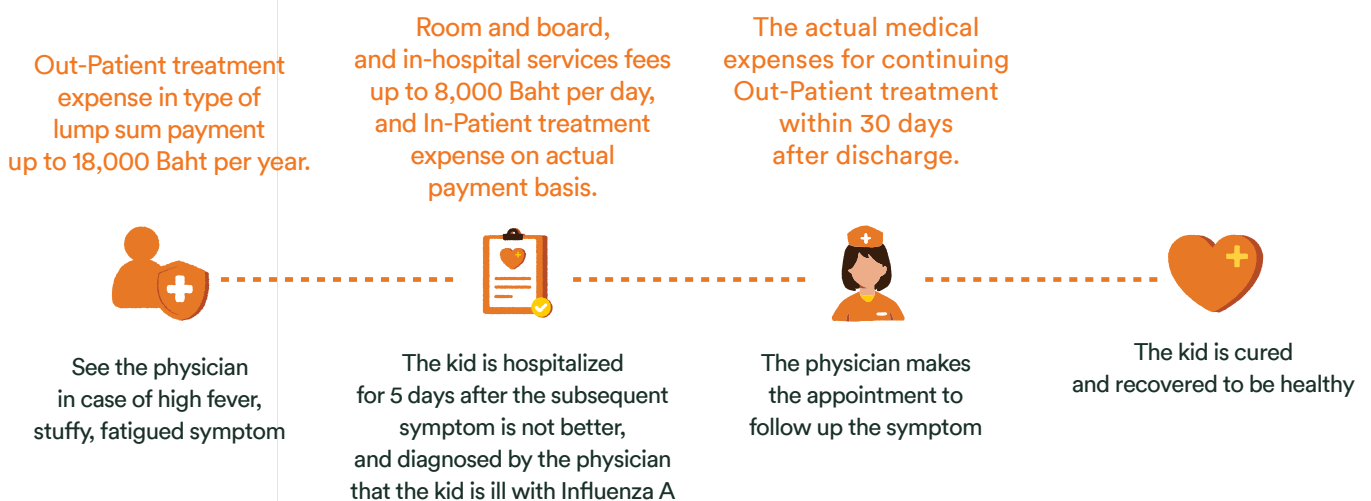 Out-Patient treatment
expense in type of
lump sum payment
up to 18,000 Baht per year.
Room and board,
and in-hospital services fees
up to 8,000 Baht per day,
and In-Patient treatment
expense on actual
payment basis.
The actual medical
expenses for continuing
Out-Patient treatment
within 30 days
after discharge.
See the physician
in case of high fever,
stuffy, fatigued symptom
The kid is hospitalized
for 5 days after the subsequent
symptom is not better,
and diagnosed by the physician
that the kid is ill with Influenza A
The physician makes
the appointment to
follow up the symptom
The kid is cured
and recovered to be healthy